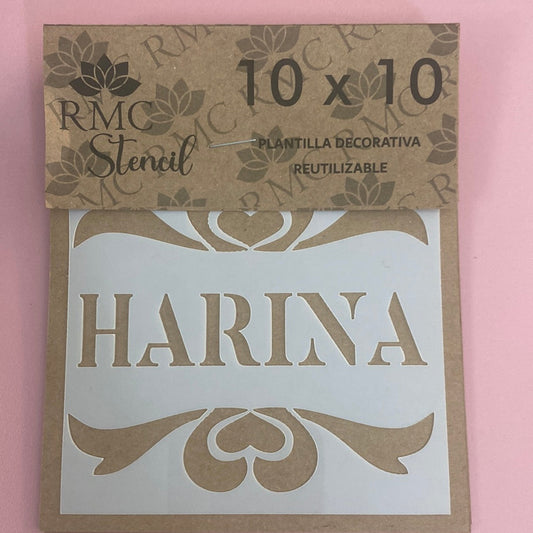 RMC
Stencil
10 x 10
PLANTILLA DECORATIVA
REUTILIZABLE
HARINA